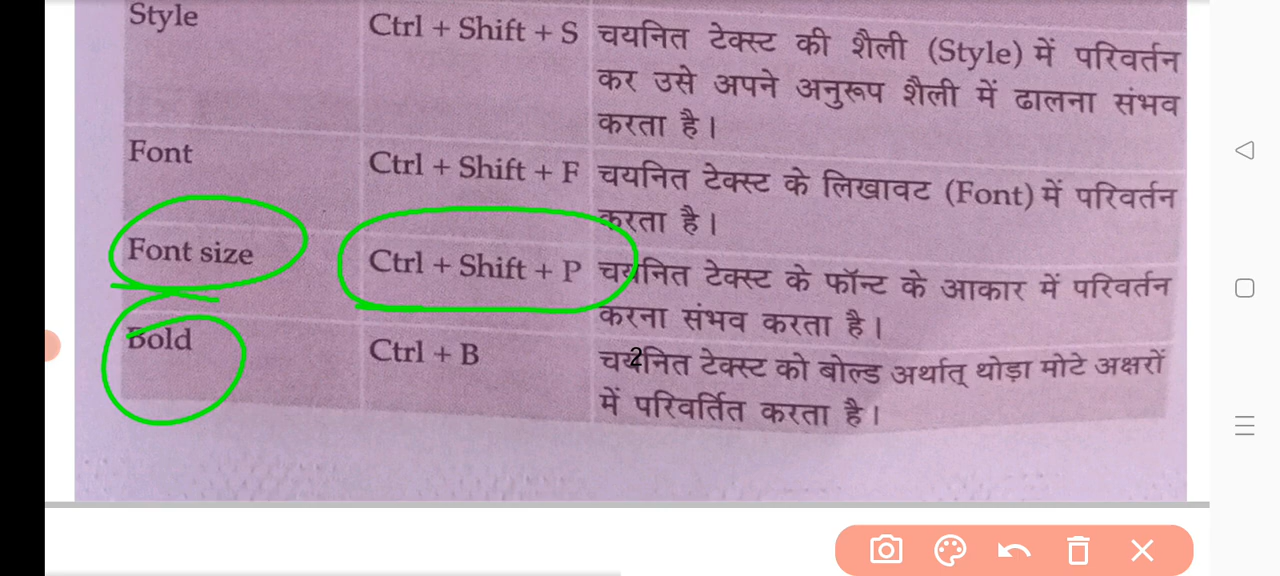 Style Ctrl + Shift + S चयनित टेक्स्ट की शैली (Style) में परिवर्तन
कर उसे अपने अनुरूप शैली में ढालना संभव
करता है।
Font Ctrl + Shift + F चयनित टेक्स्ट के लिखावट (Font) में परिवर्तन
करता है।
Font size Ctrl + Shift + P चयनित टेक्स्ट के फॉन्ट के आकार में परिवर्तन
करना संभव करता है।
Bold Ctrl + B चयनित टेक्स्ट को बोल्ड अर्थात् थोड़ा मोटे अक्षरों
में परिवर्तित करता है।
2